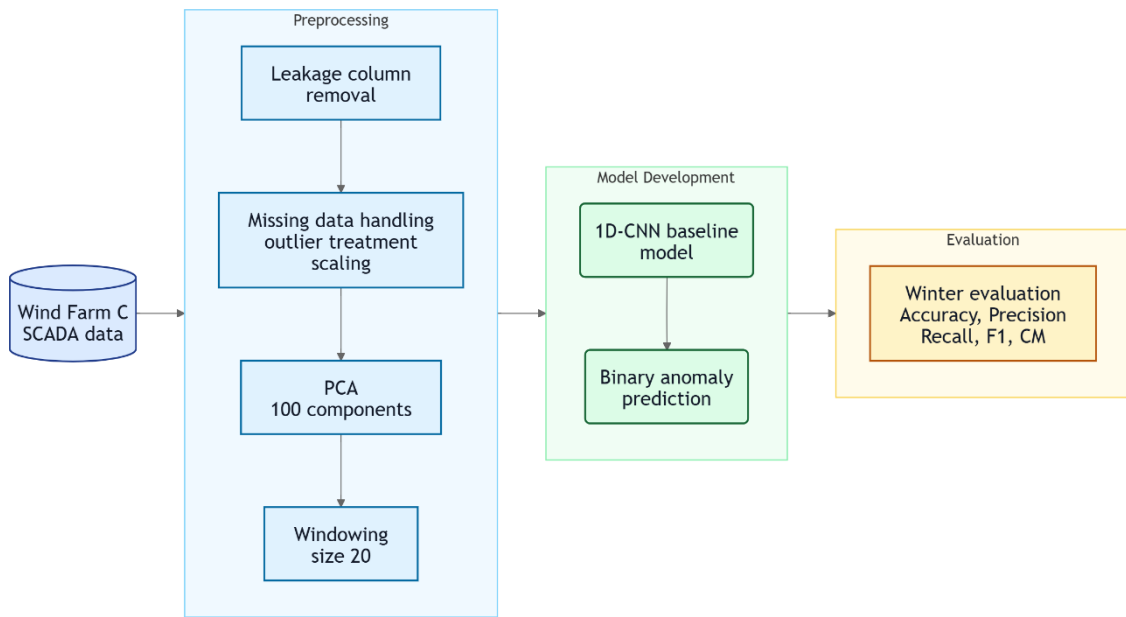 Wind Farm C
SCADA data
Preprocessing
Leakage column
removal
Missing data handling
outlier treatment
scaling
PCA
100 components
Windowing
size 20
Model Development
1D-CNN baseline
model
Binary anomaly
prediction
Evaluation
Winter evaluation
Accuracy, Precision
Recall, F1, CM